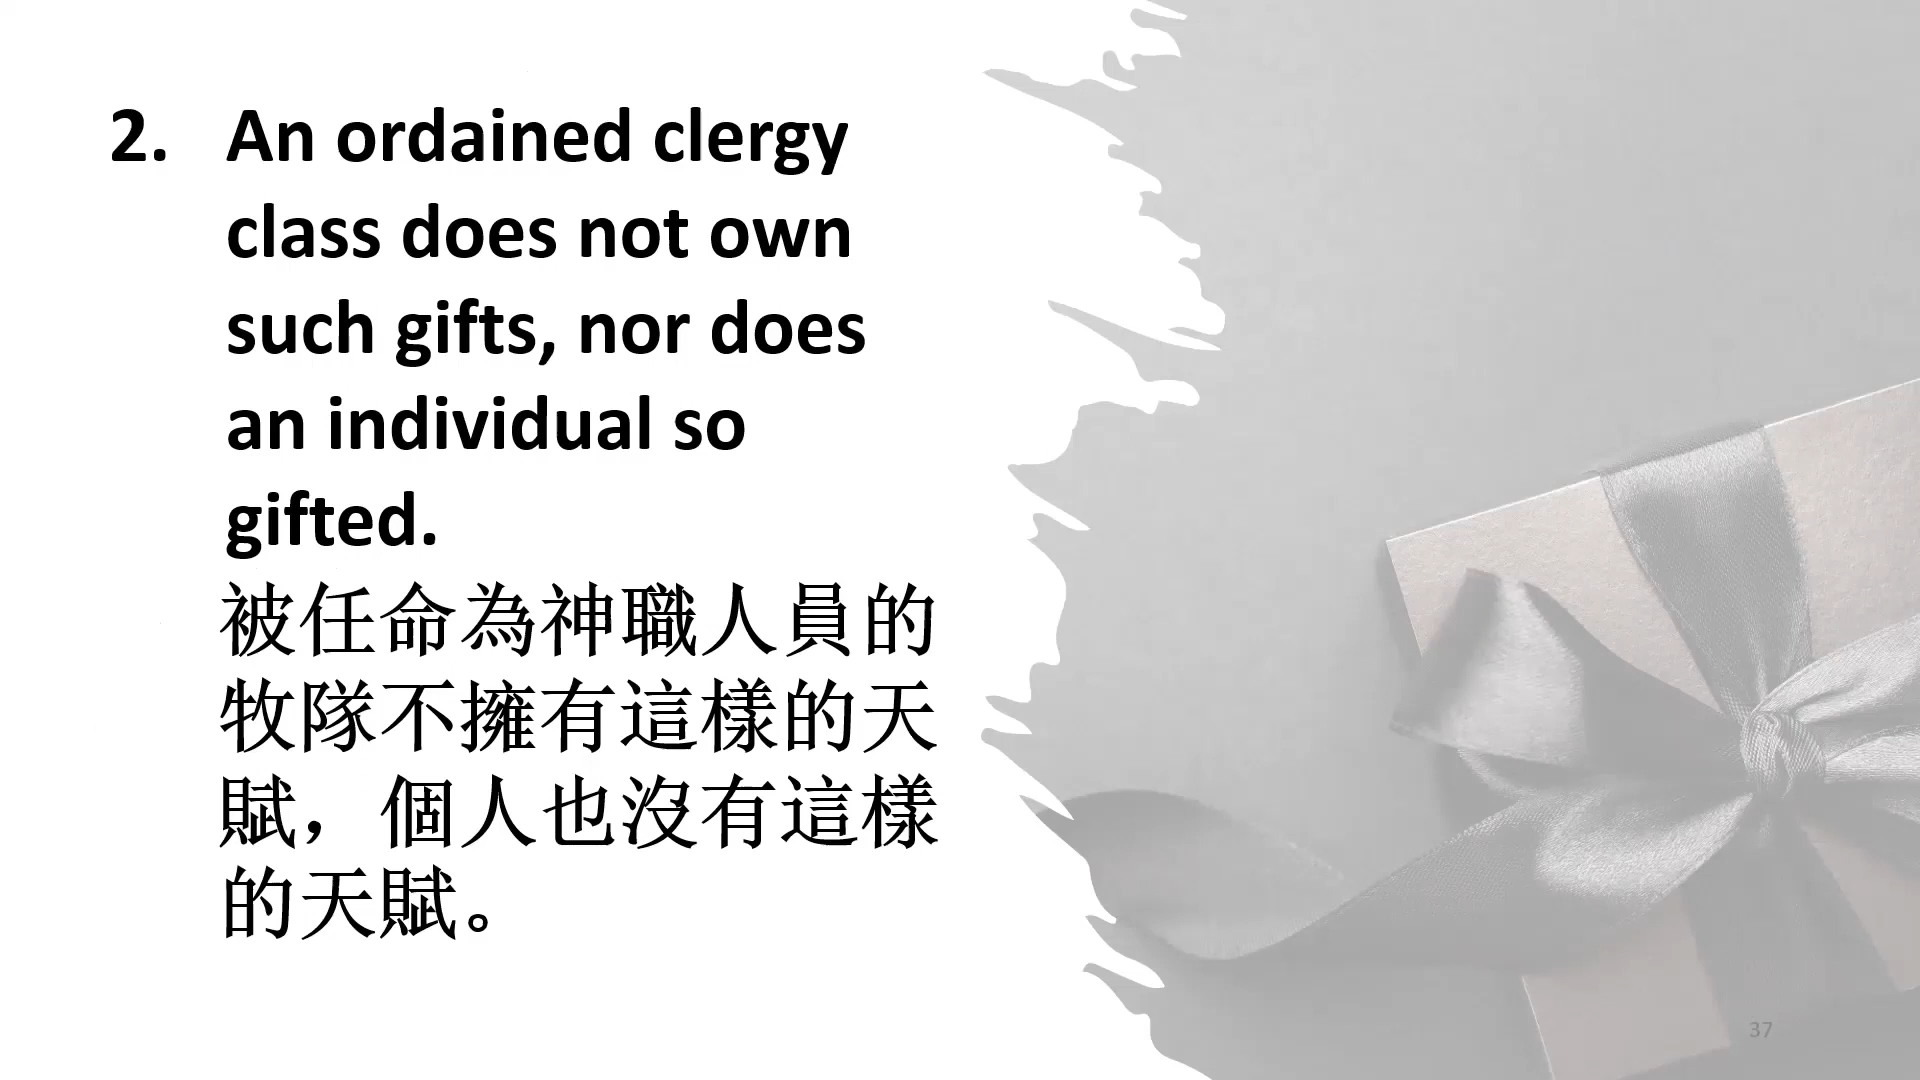 2. An ordained clergy
class does not own
such gifts, nor does
an individual so
gifted.
被任命為神職人員的
牧隊不擁有這樣的天
賦，個人也沒有這樣
的天賦。
37